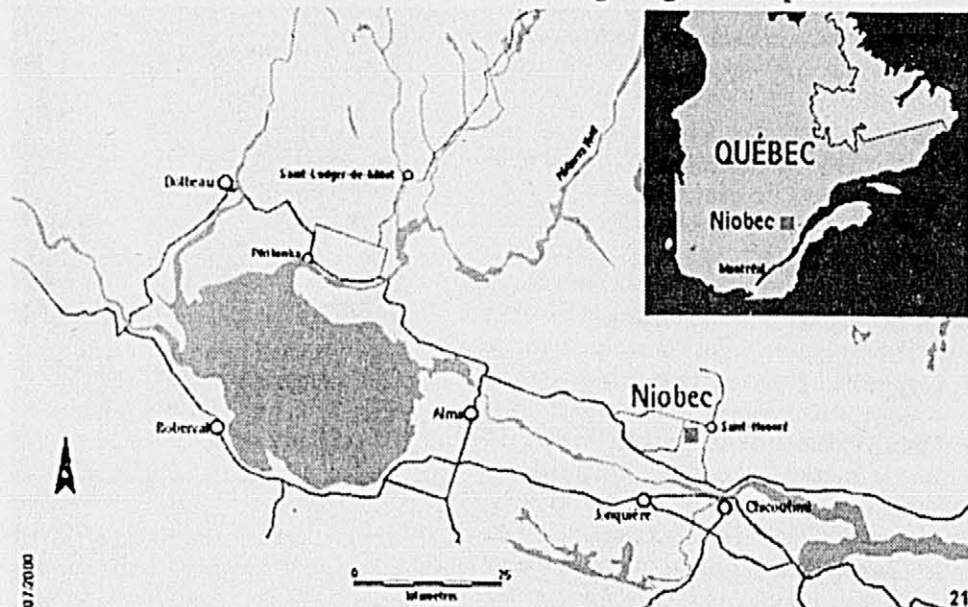 QUÉBEC
Niobec
Montréal
Dolbeau
Saint-Ludger-de-Milot
Péribonka
Niobec
Alma
Saint-Honoré
Roberval
Jonquière
Chicoutimi
0 25
kilomètres
07-2000
21